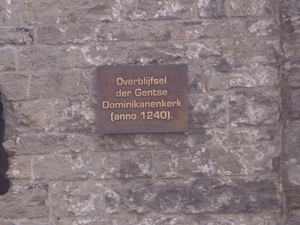 Overblijfsel
der Gentse
Dominikanenkerk
(anno 1240).